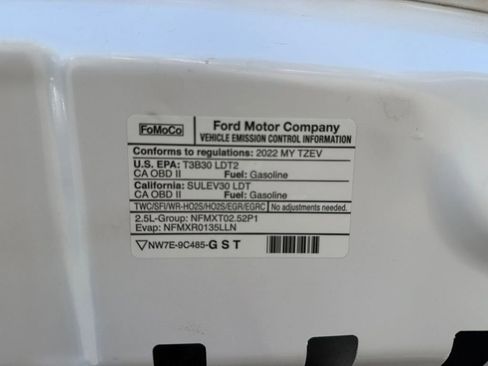 FoMoCo
Ford Motor Company
VEHICLE EMISSION CONTROL INFORMATION
Conforms to regulations: 2022 MY TZEV
U.S. EPA: T3B30 LDT2
CA OBD II Fuel: Gasoline
California: SULEV30 LDT
CA OBD II Fuel: Gasoline
TWC/SFI/WR-HO2S/HO2S/EGR/EGRC No adjustments needed.
2.5L-Group: NFMXT02.52P1
Evap: NFMXR0135LLN
NW7E-9C485-G S T